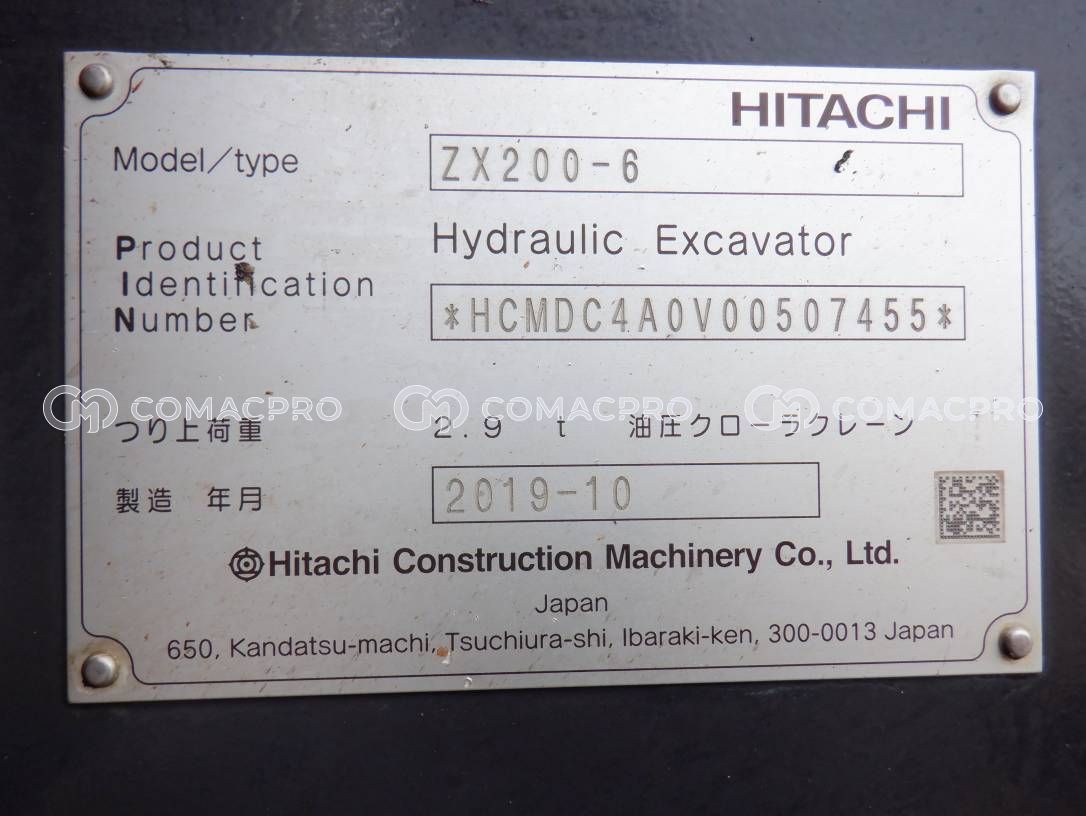 HITACHI
Model/type ZX200-6
Product Hydraulic Excavator
Identification
Number *HCMDC4A0V00507455*
COMACPRO COMACPRO COMACPRO
つり上荷重 2.9 t 油圧クローラクレーン
製造 年月 2019-10
Hitachi Construction Machinery Co., Ltd.
Japan
650, Kandatsu-machi, Tsuchiura-shi, Ibaraki-ken, 300-0013 Japan